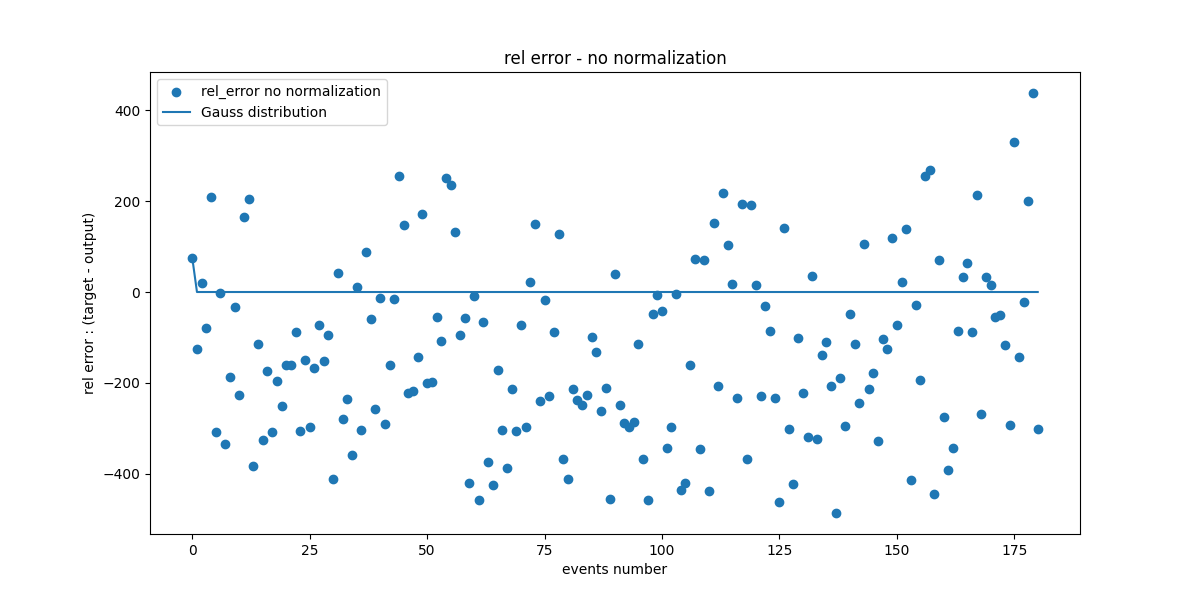 rel error - no normalization
rel_error no normalization
Gauss distribution
400
200
0
−200
−400
rel error : (target - output)
0 25 50 75 100 125 150 175
events number